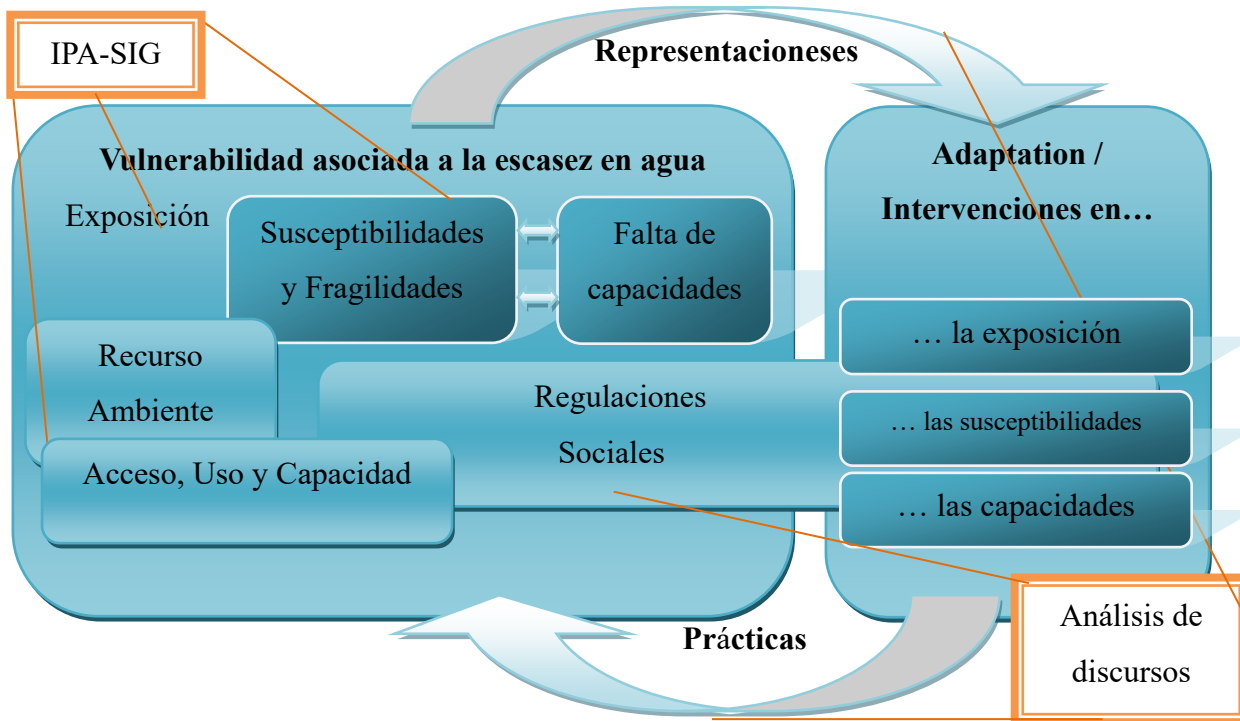 IPA-SIG
Representacioneses
Vulnerabilidad asociada a la escasez en agua
Exposición
Susceptibilidades
y Fragilidades
Falta de
capacidades
Recurso
Ambiente
Acceso, Uso y Capacidad
Regulaciones
Sociales
Adaptation /
Intervenciones en…
… la exposición
… las susceptibilidades
… las capacidades
Prácticas
Análisis de
discursos